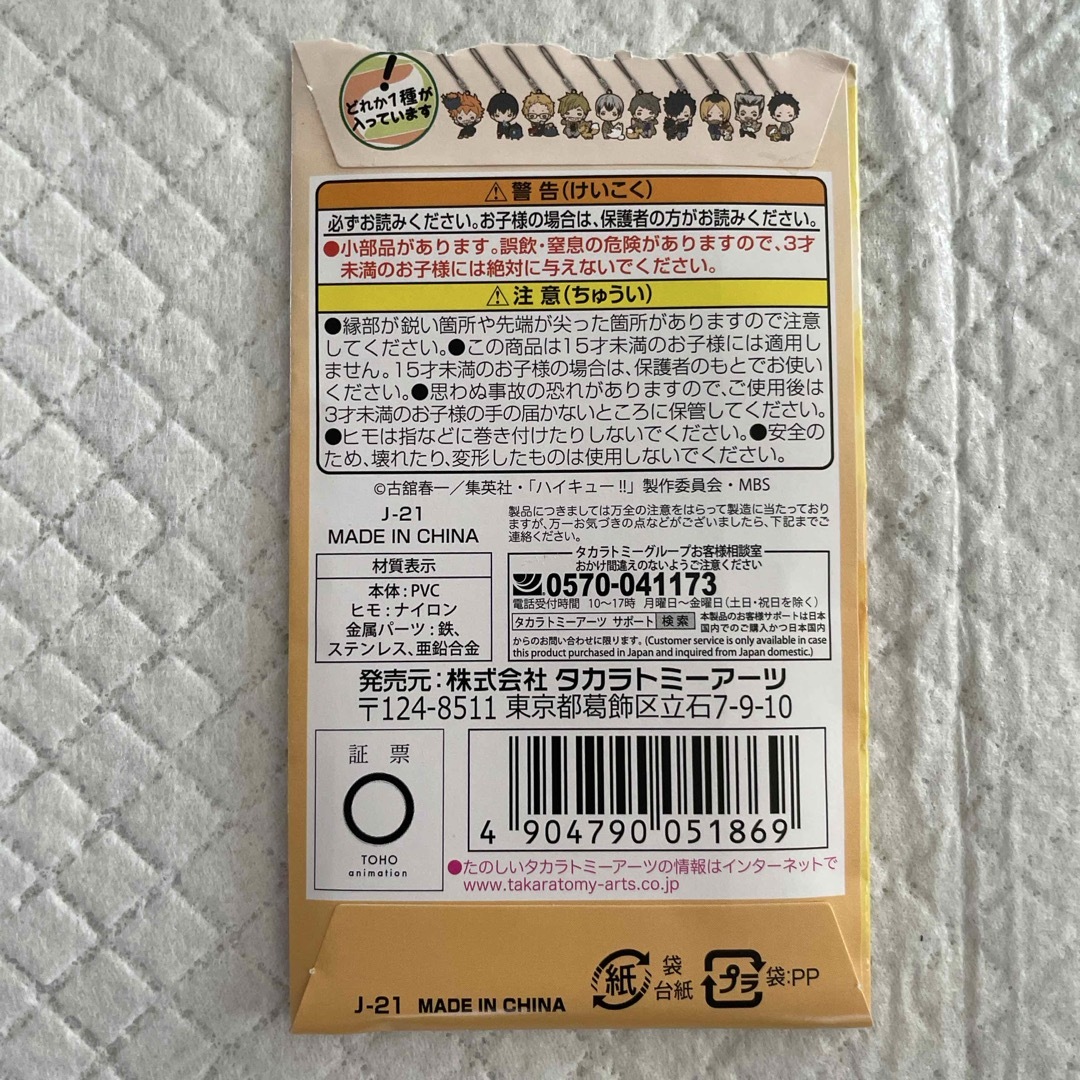 !
どれか1種が
入っています
⚠警告(けいこく)
必ずお読みください。お子様の場合は、保護者の方がお読みください。
●小部品があります。誤飲・窒息の危険がありますので、3才
未満のお子様には絶対に与えないでください。
⚠注意(ちゅうい)
●縁部が鋭い箇所や先端が尖った箇所がありますので注意
してください。●この商品は15才未満のお子様には適用し
ません。15才未満のお子様の場合は、保護者のもとでお使い
ください。●思わぬ事故の恐れがありますので、ご使用後は
3才未満のお子様の手の届かないところに保管してください。
●ヒモは指などに巻き付けたりしないでください。●安全の
ため、壊れたり、変形したものは使用しないでください。
©古舘春一/集英社・「ハイキュー!!」製作委員会・MBS
J-21
MADE IN CHINA
製品につきましては万全の注意をはらって製造に当たっており
ますが、万一お気づきの点などがございましたら、下記までご
連絡ください。
材質表示
本体:PVC
ヒモ:ナイロン
金属パーツ:鉄、
ステンレス、亜鉛合金
タカラトミーグループお客様相談室
おかけ間違えのないようご注意ください
0570-041173
電話受付時間 10〜17時 月曜日〜金曜日(土日・祝日を除く)
タカラトミーアーツ サポート 検索 本製品のお客様サポートは日本
国内でのご購入かつ日本国内
からのお問い合わせに限ります。(Customer service is only available in case
this product purchased in Japan and inquired from Japan domestic.)
発売元:株式会社 タカラトミーアーツ
〒124-8511 東京都葛飾区立石7-9-10
証 票
TOHO
animation
4 904790 051869
●たのしいタカラトミーアーツの情報はインターネットで
www.takaratomy-arts.co.jp
J-21 MADE IN CHINA
紙 袋
台紙
プラ 袋:PP